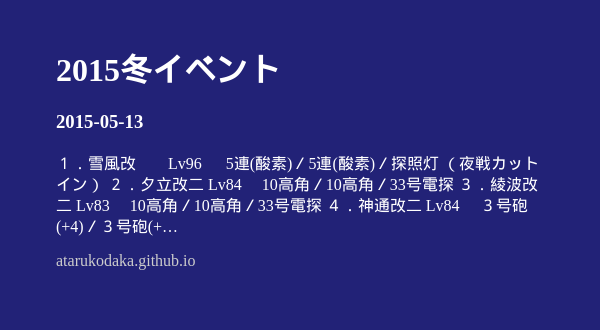 2015冬イベント
2015-05-13
１．雪風改　　Lv96 　5連(酸素) / 5連(酸素) / 探照灯 （夜戦カット
イン） ２．夕立改二 Lv84 　10高角 / 10高角 / 33号電探 ３．綾波改
二 Lv83 　10高角 / 10高角 / 33号電探 ４．神通改二 Lv84 　３号砲
(+4) / ３号砲(+…
atarukodaka.github.io